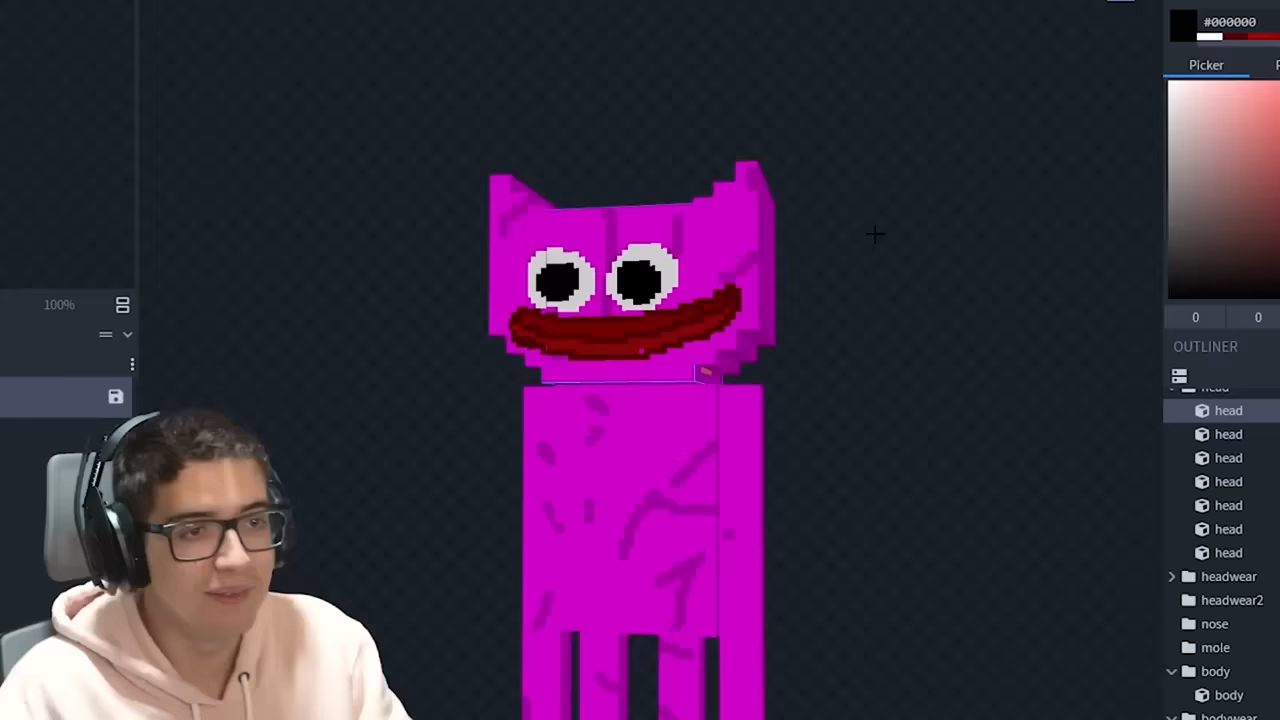 #000000
Picker
100%
0 0
OUTLINER
head
head
head
head
head
head
head
headwear
headwear2
nose
mole
body
body